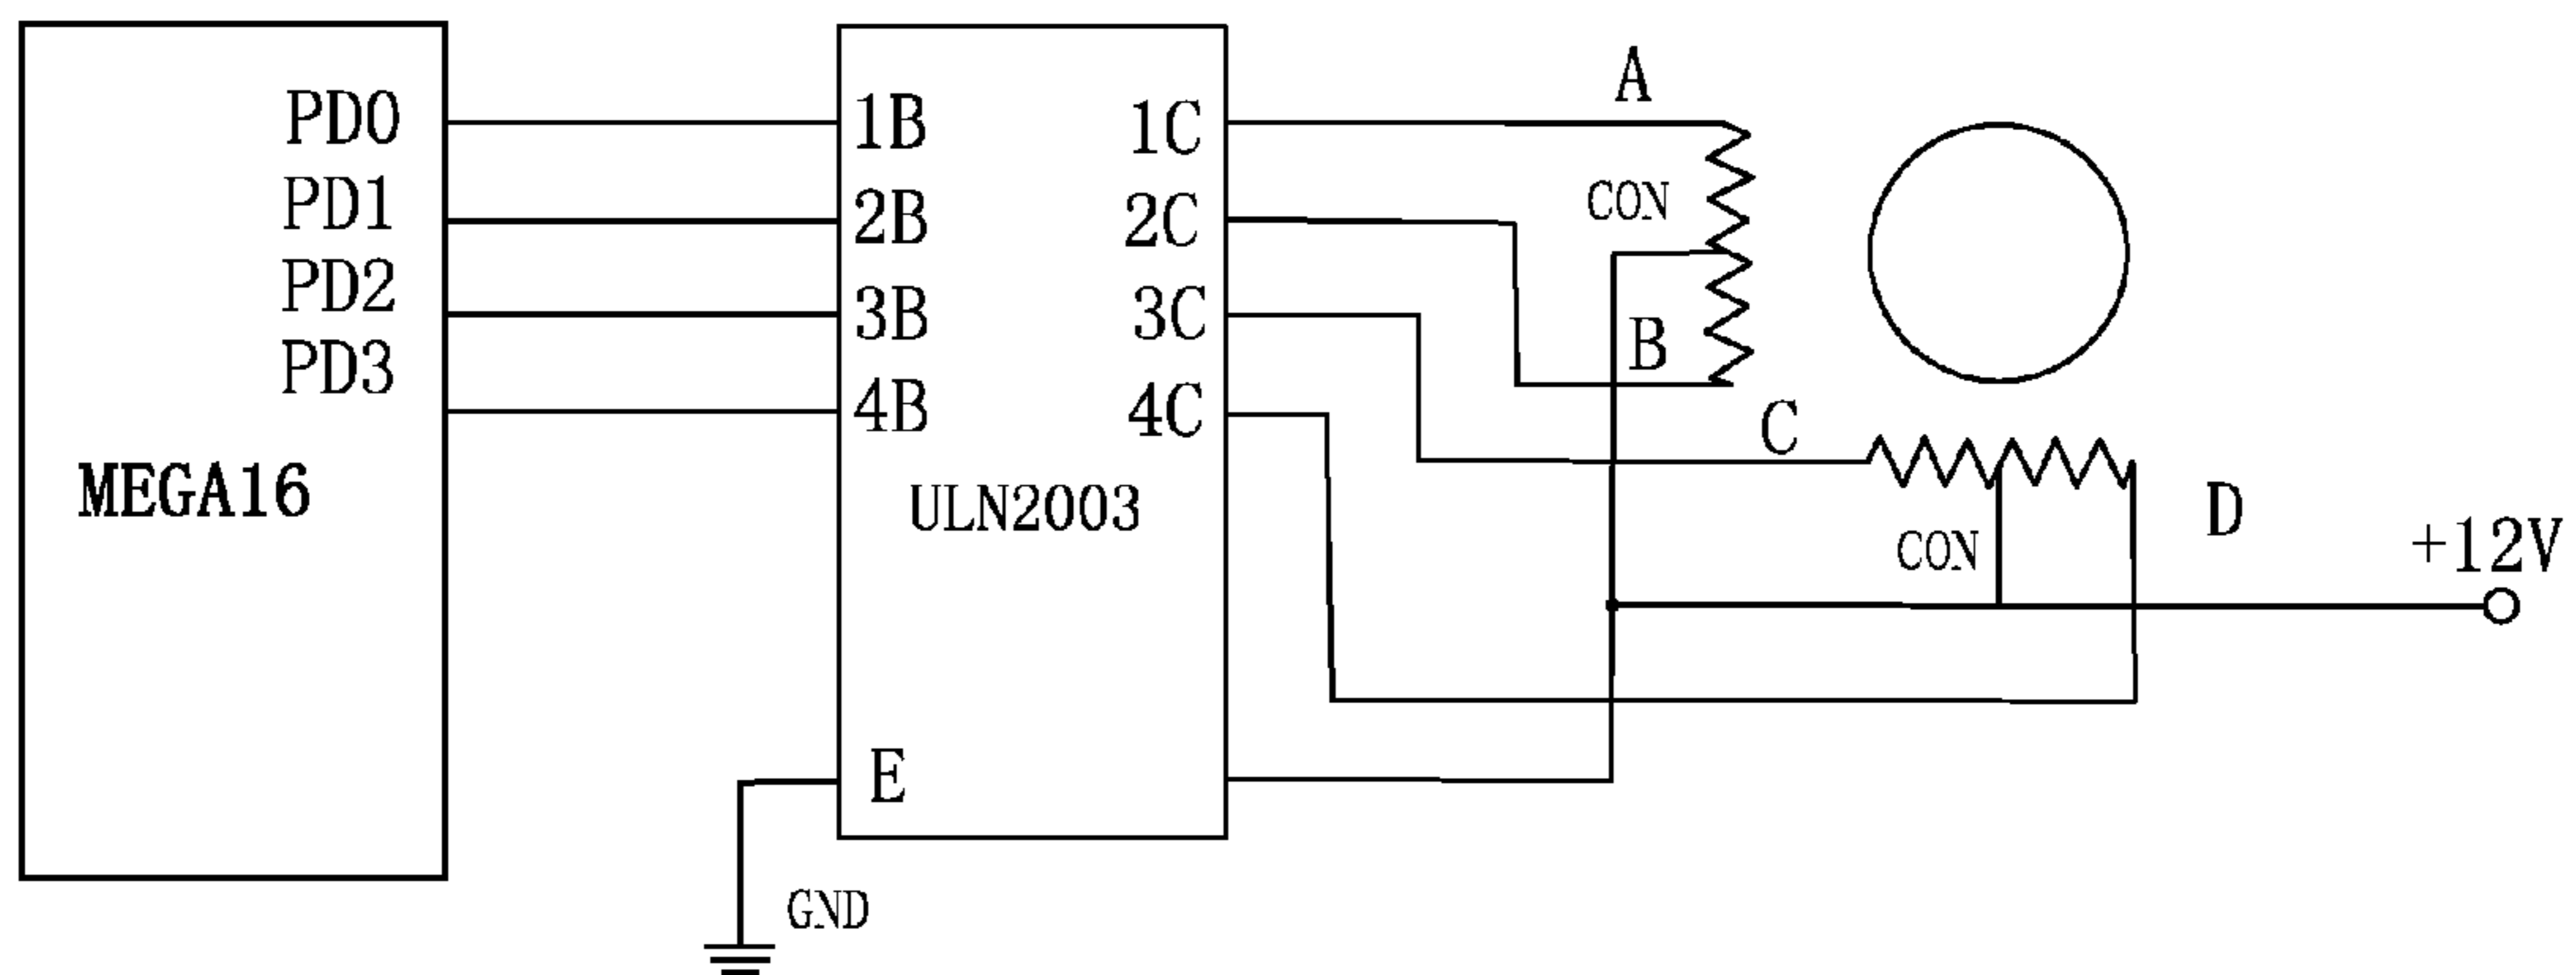 PD0
PD1
PD2
PD3
MEGA16
1B
2B
3B
4B
1C
2C
3C
4C
ULN2003
E
GND
A
CON
B
C
CON
D
+12V